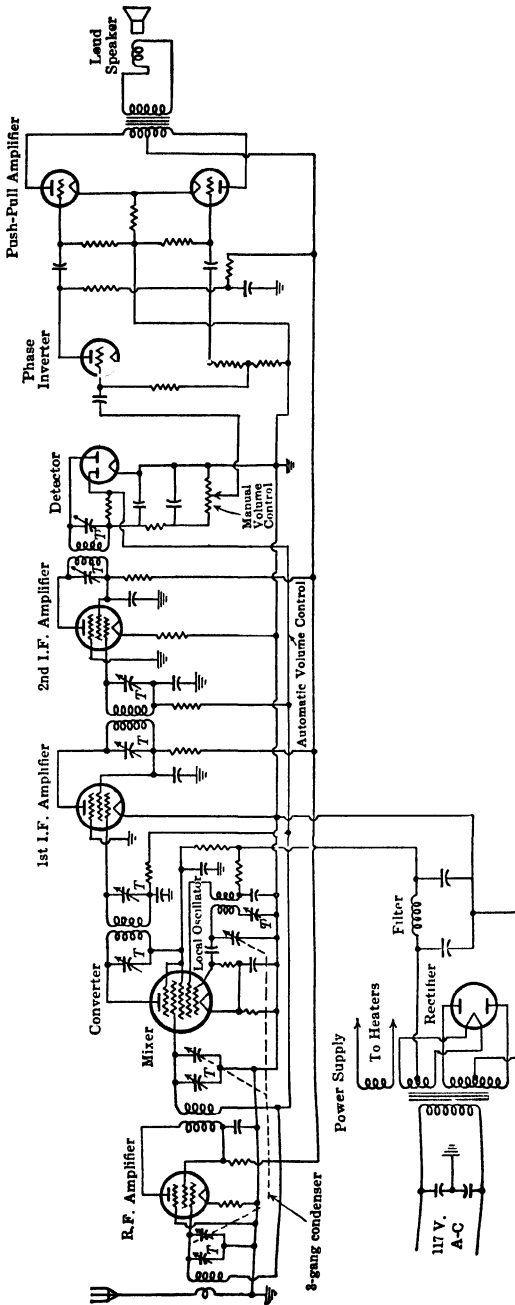 R.F. Amplifier
3-gang condenser
T
T
Mixer
Converter
T
T
T
T
Local Oscillator
1st I.F. Amplifier
T
T
2nd I.F. Amplifier
T
T
Automatic Volume Control
Detector
Manual
Volume
Control
Phase
Inverter
Push-Pull Amplifier
Loud
Speaker
117 V.
A-C
Power Supply
To Heaters
Rectifier
Filter